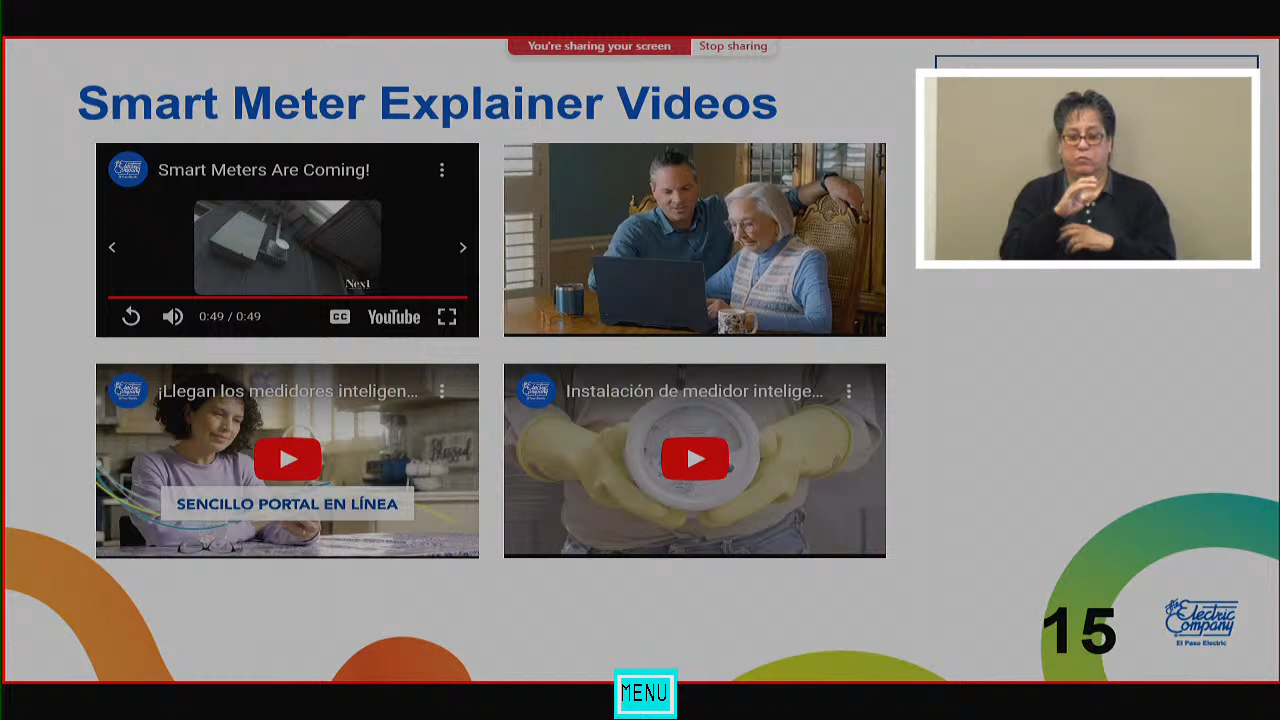 You're sharing your screen Stop sharing
Smart Meter Explainer Videos
Smart Meters Are Coming!
Next
0:49 / 0:49 CC YouTube
¡Llegan los medidores inteligen...
SENCILLO PORTAL EN LÍNEA
Instalación de medidor intelige...
15
The Electric Company
El Paso Electric
MENU